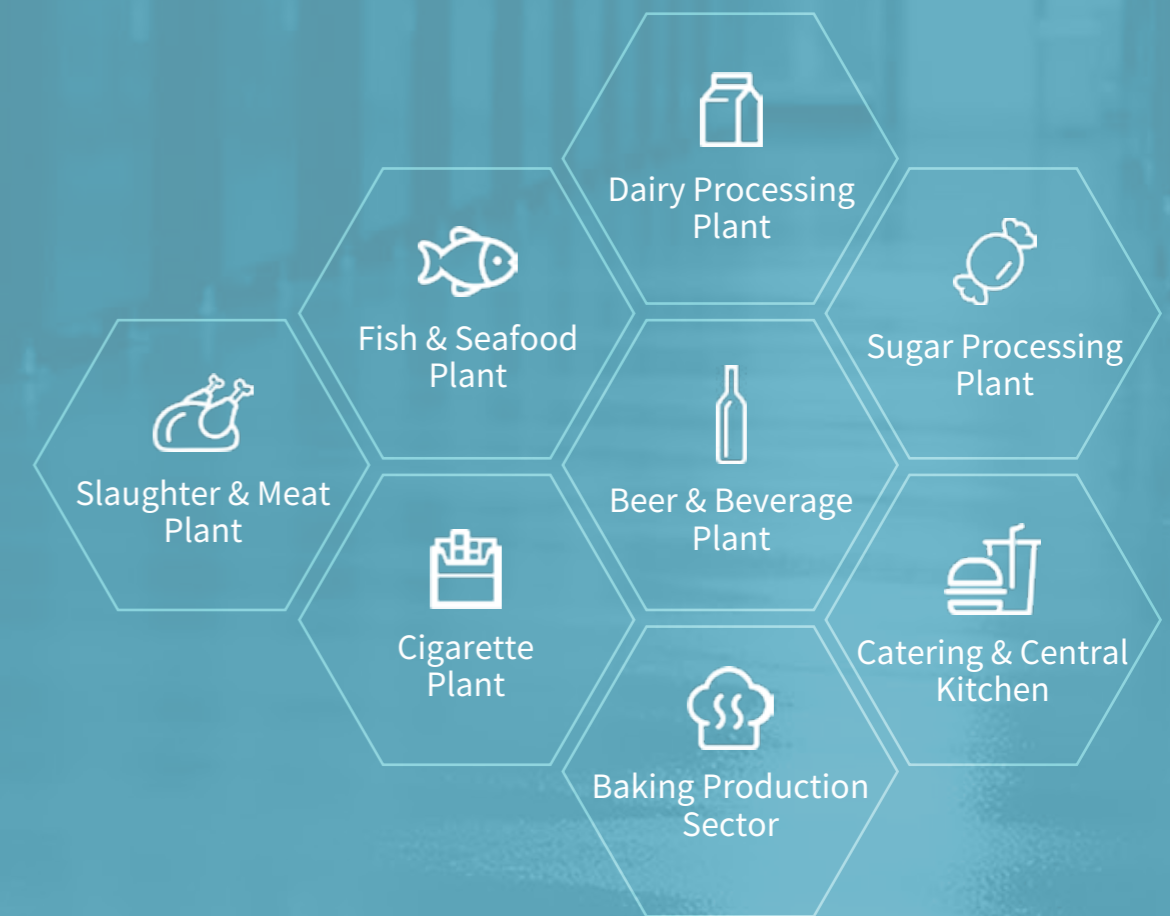 Dairy Processing
Plant
Fish & Seafood
Plant
Sugar Processing
Plant
Slaughter & Meat
Plant
Beer & Beverage
Plant
Cigarette
Plant
Catering & Central
Kitchen
Baking Production
Sector